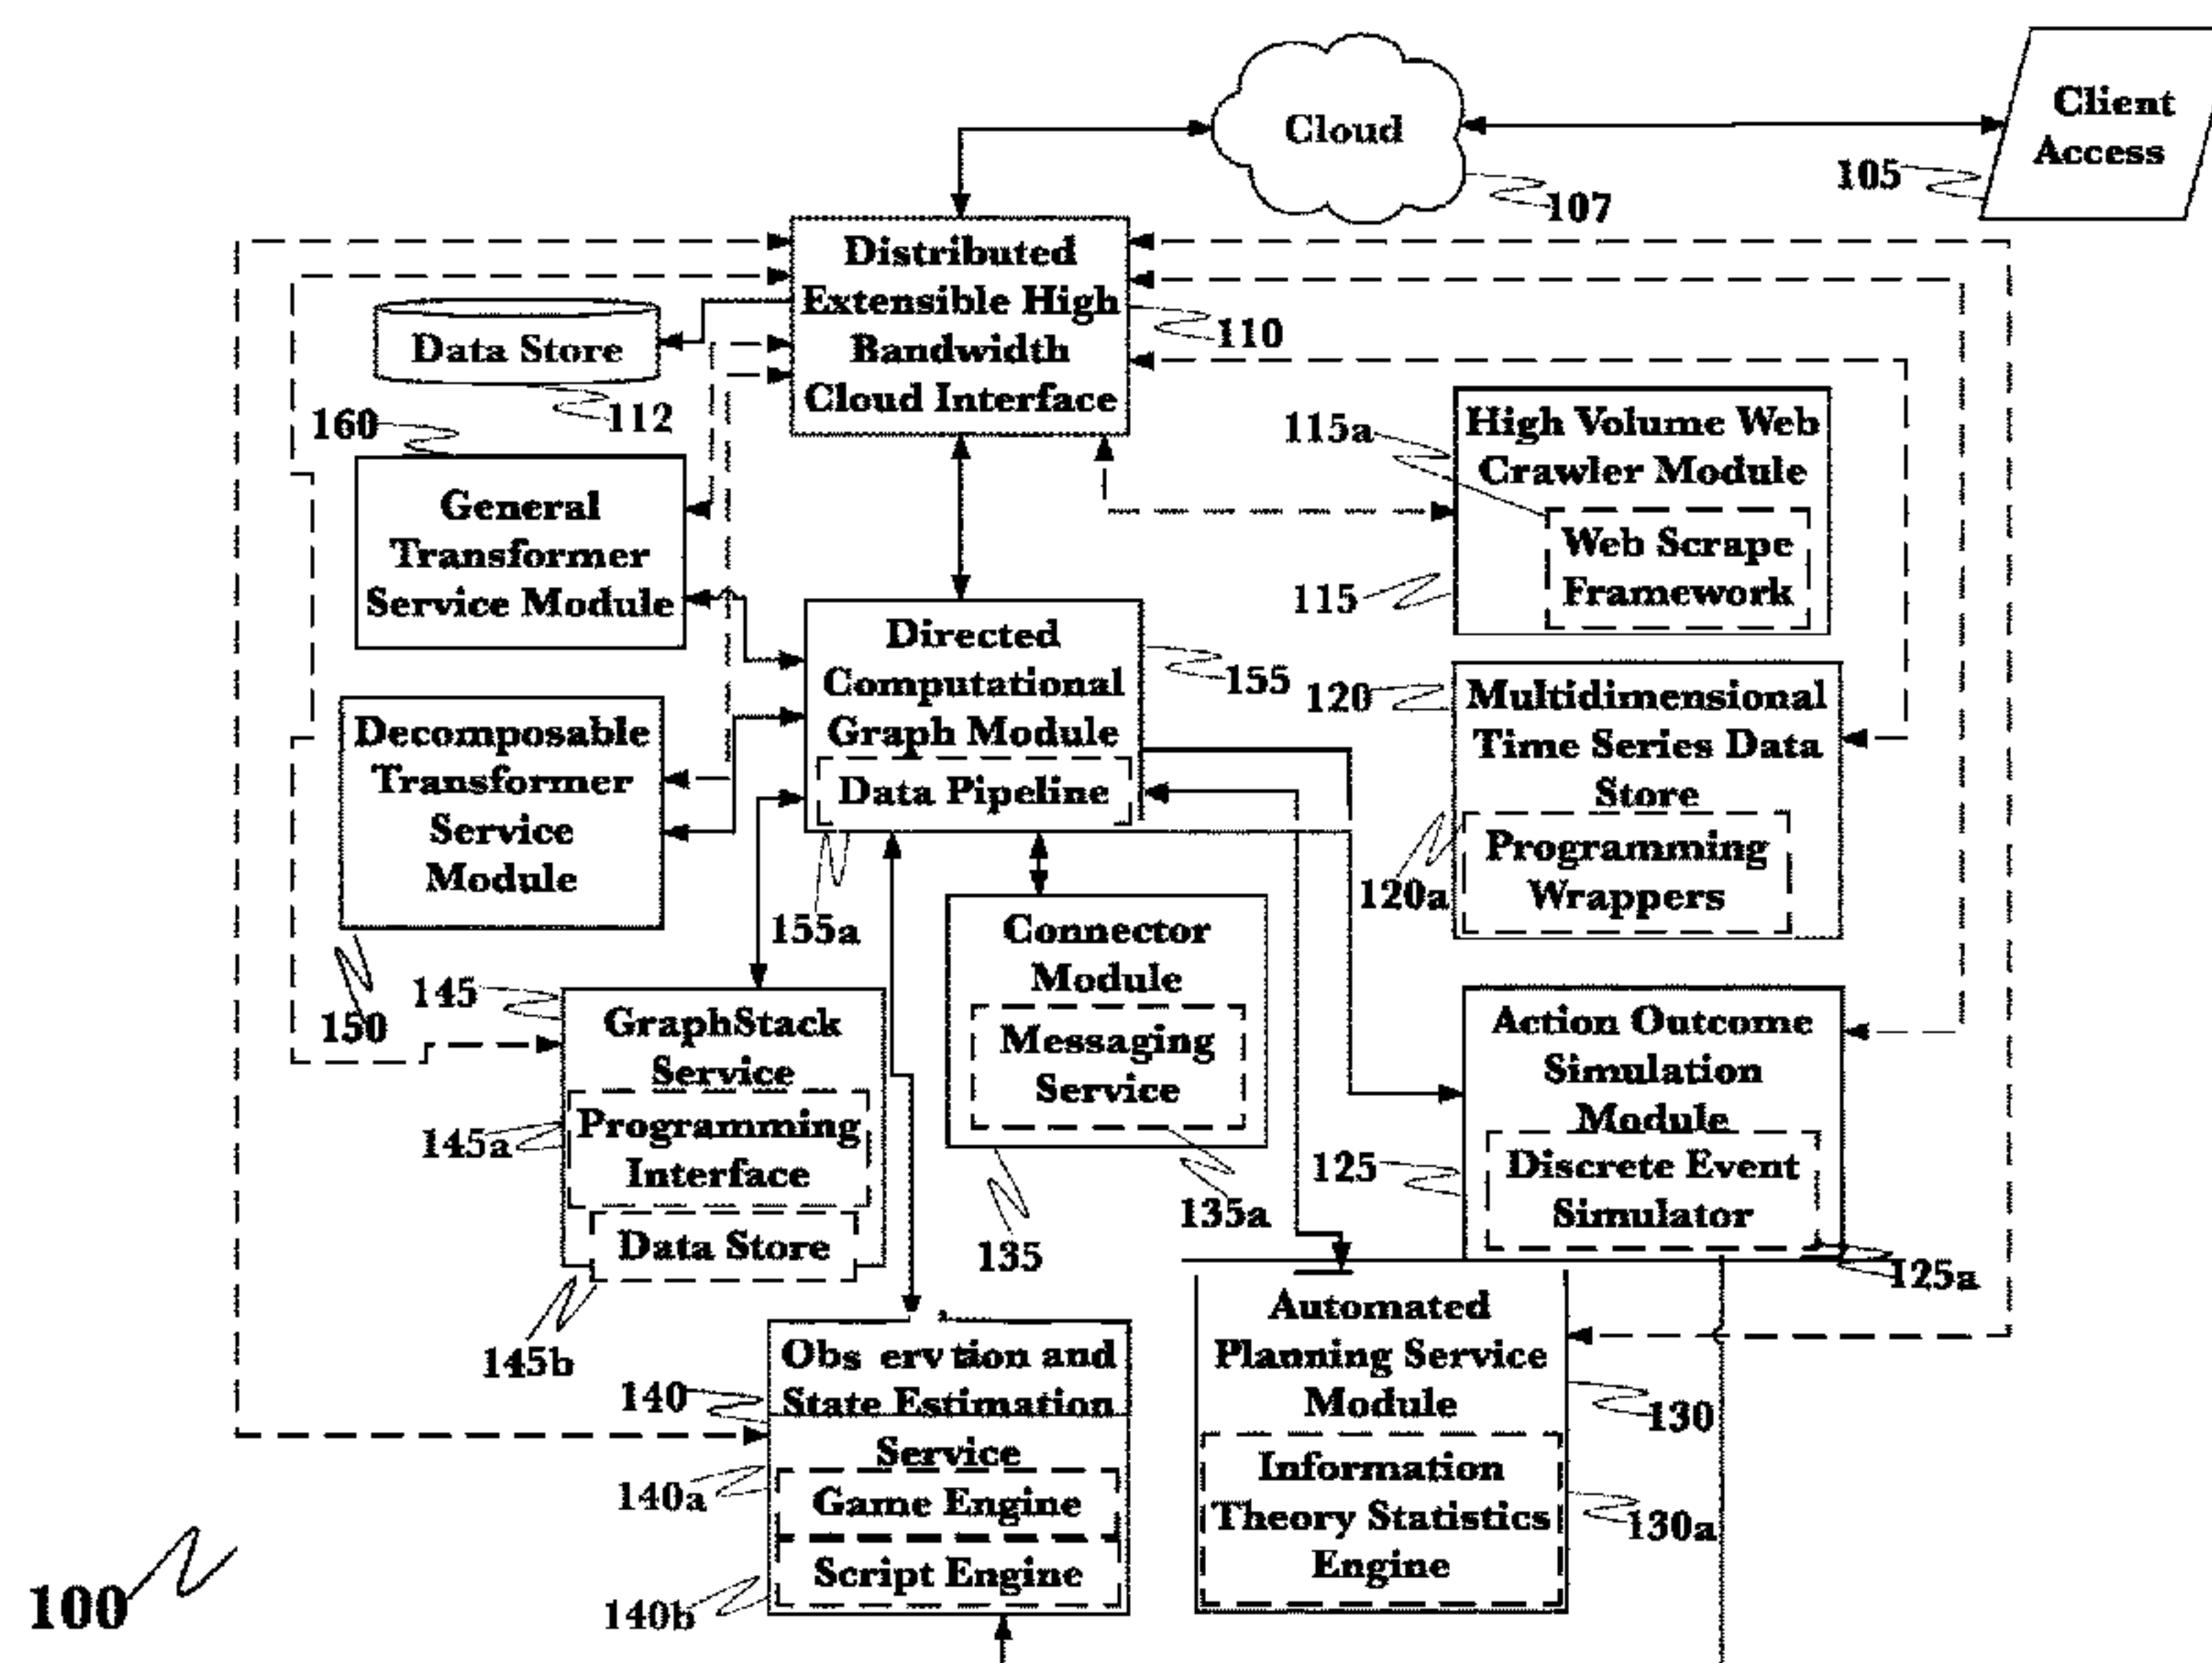 Cloud
Client
Access
105
107
Distributed
Extensible High
Bandwidth
Cloud Interface
110
Data Store
112
160
General
Transformer
Service Module
115a
High Volume Web
Crawler Module
Web Scrape
Framework
115
Directed
Computational
Graph Module
Data Pipeline
155
155a
120
Multidimensional
Time Series Data
Store
Programming
Wrappers
120a
Decomposable
Transformer
Service
Module
150
145
GraphStack
Service
145a
Programming
Interface
Data Store
145b
Connector
Module
Messaging
Service
135a
135
Action Outcome
Simulation
Module
125
Discrete Event
Simulator
125a
Obs erv tion and
State Estimation
Service
140
140a
Game Engine
Script Engine
140b
Automated
Planning Service
Module
130
Information
Theory Statistics
Engine
130a
100